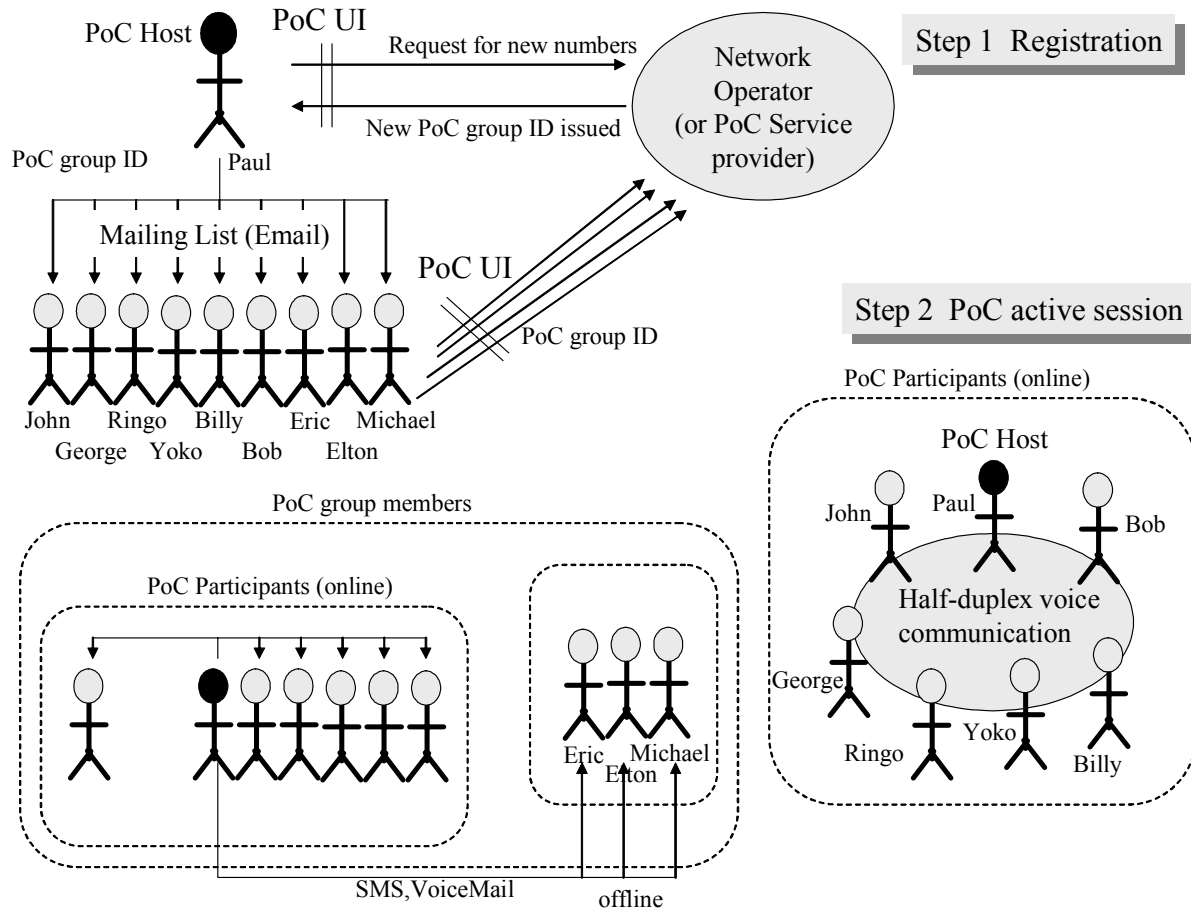 PoC Host
PoC UI
Request for new numbers
New PoC group ID issued
Network
Operator
(or PoC Service
provider)
Step 1 Registration
PoC group ID
Paul
Mailing List (Email)
PoC UI
PoC group ID
John
Ringo
Billy
Eric
Michael
George
Yoko
Bob
Elton
Step 2 PoC active session
PoC Participants (online)
PoC Host
John
Paul
Bob
Half-duplex voice
communication
George
Ringo
Yoko
Billy
PoC group members
PoC Participants (online)
Eric
Michael
Elton
SMS,VoiceMail
offline